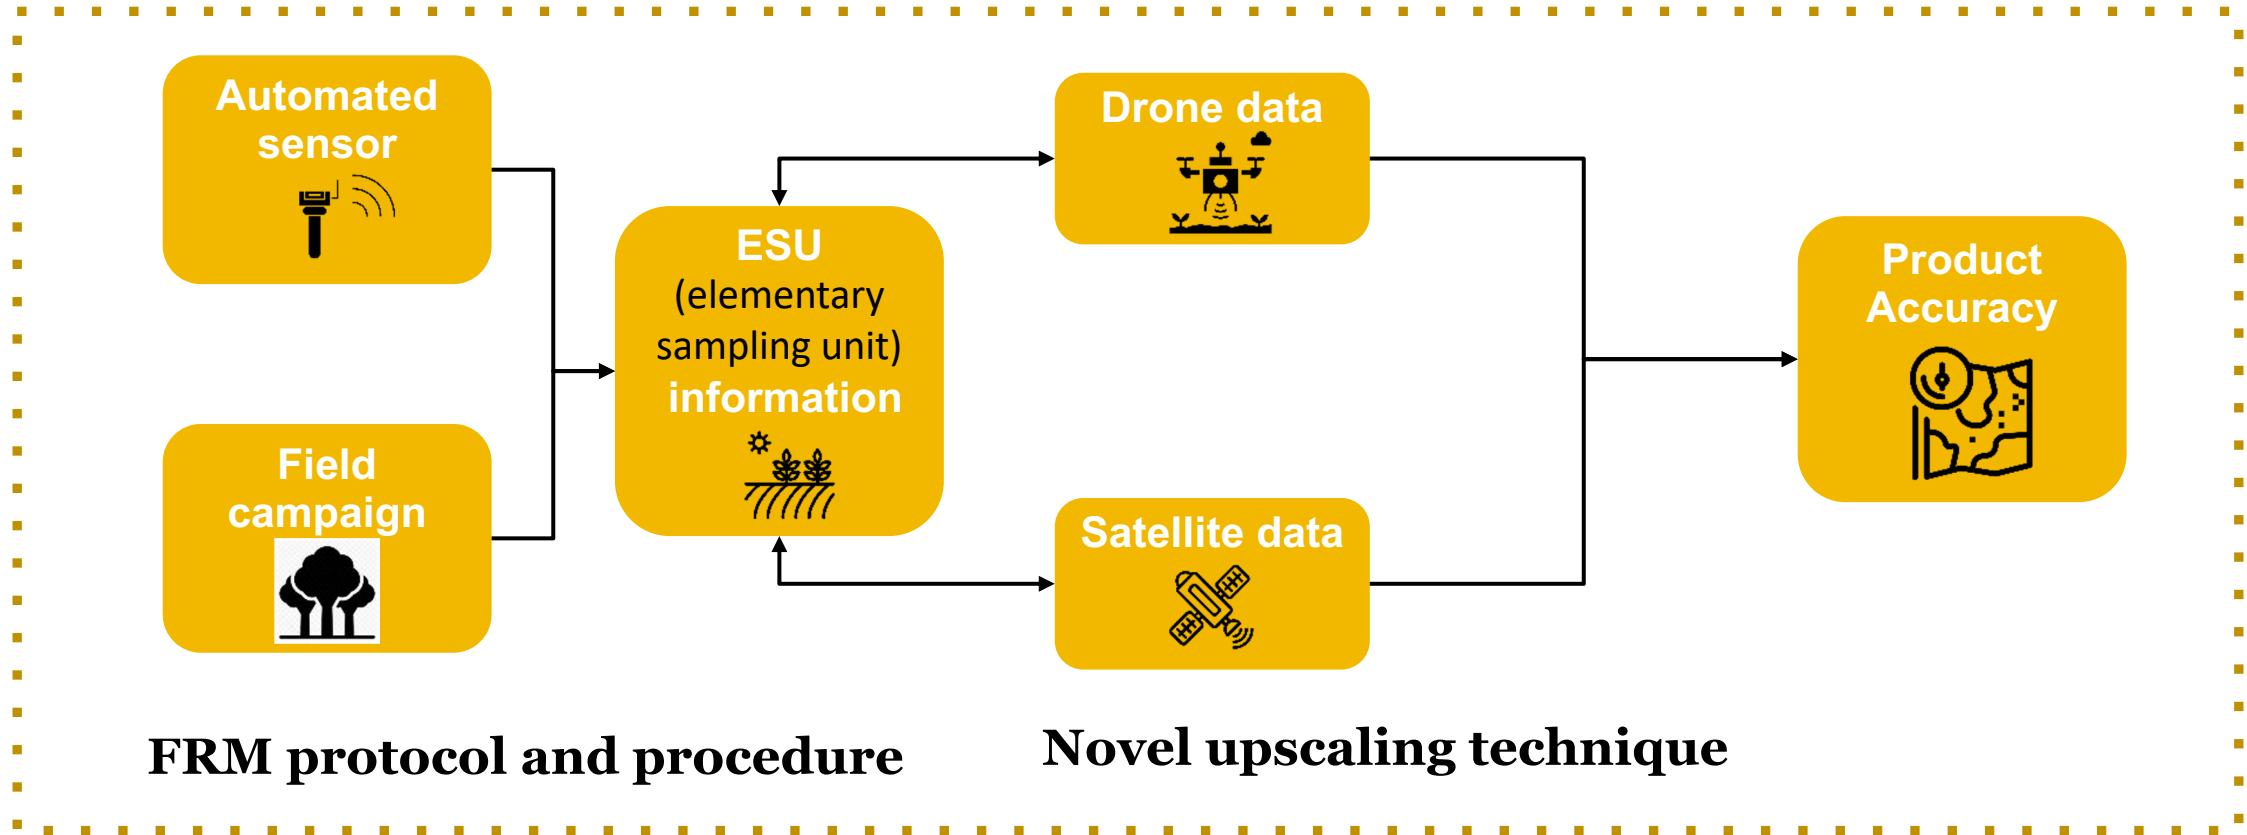 Automated
sensor
Field
campaign
ESU
(elementary
sampling unit)
information
Drone data
Satellite data
Product
Accuracy
FRM protocol and procedure
Novel upscaling technique